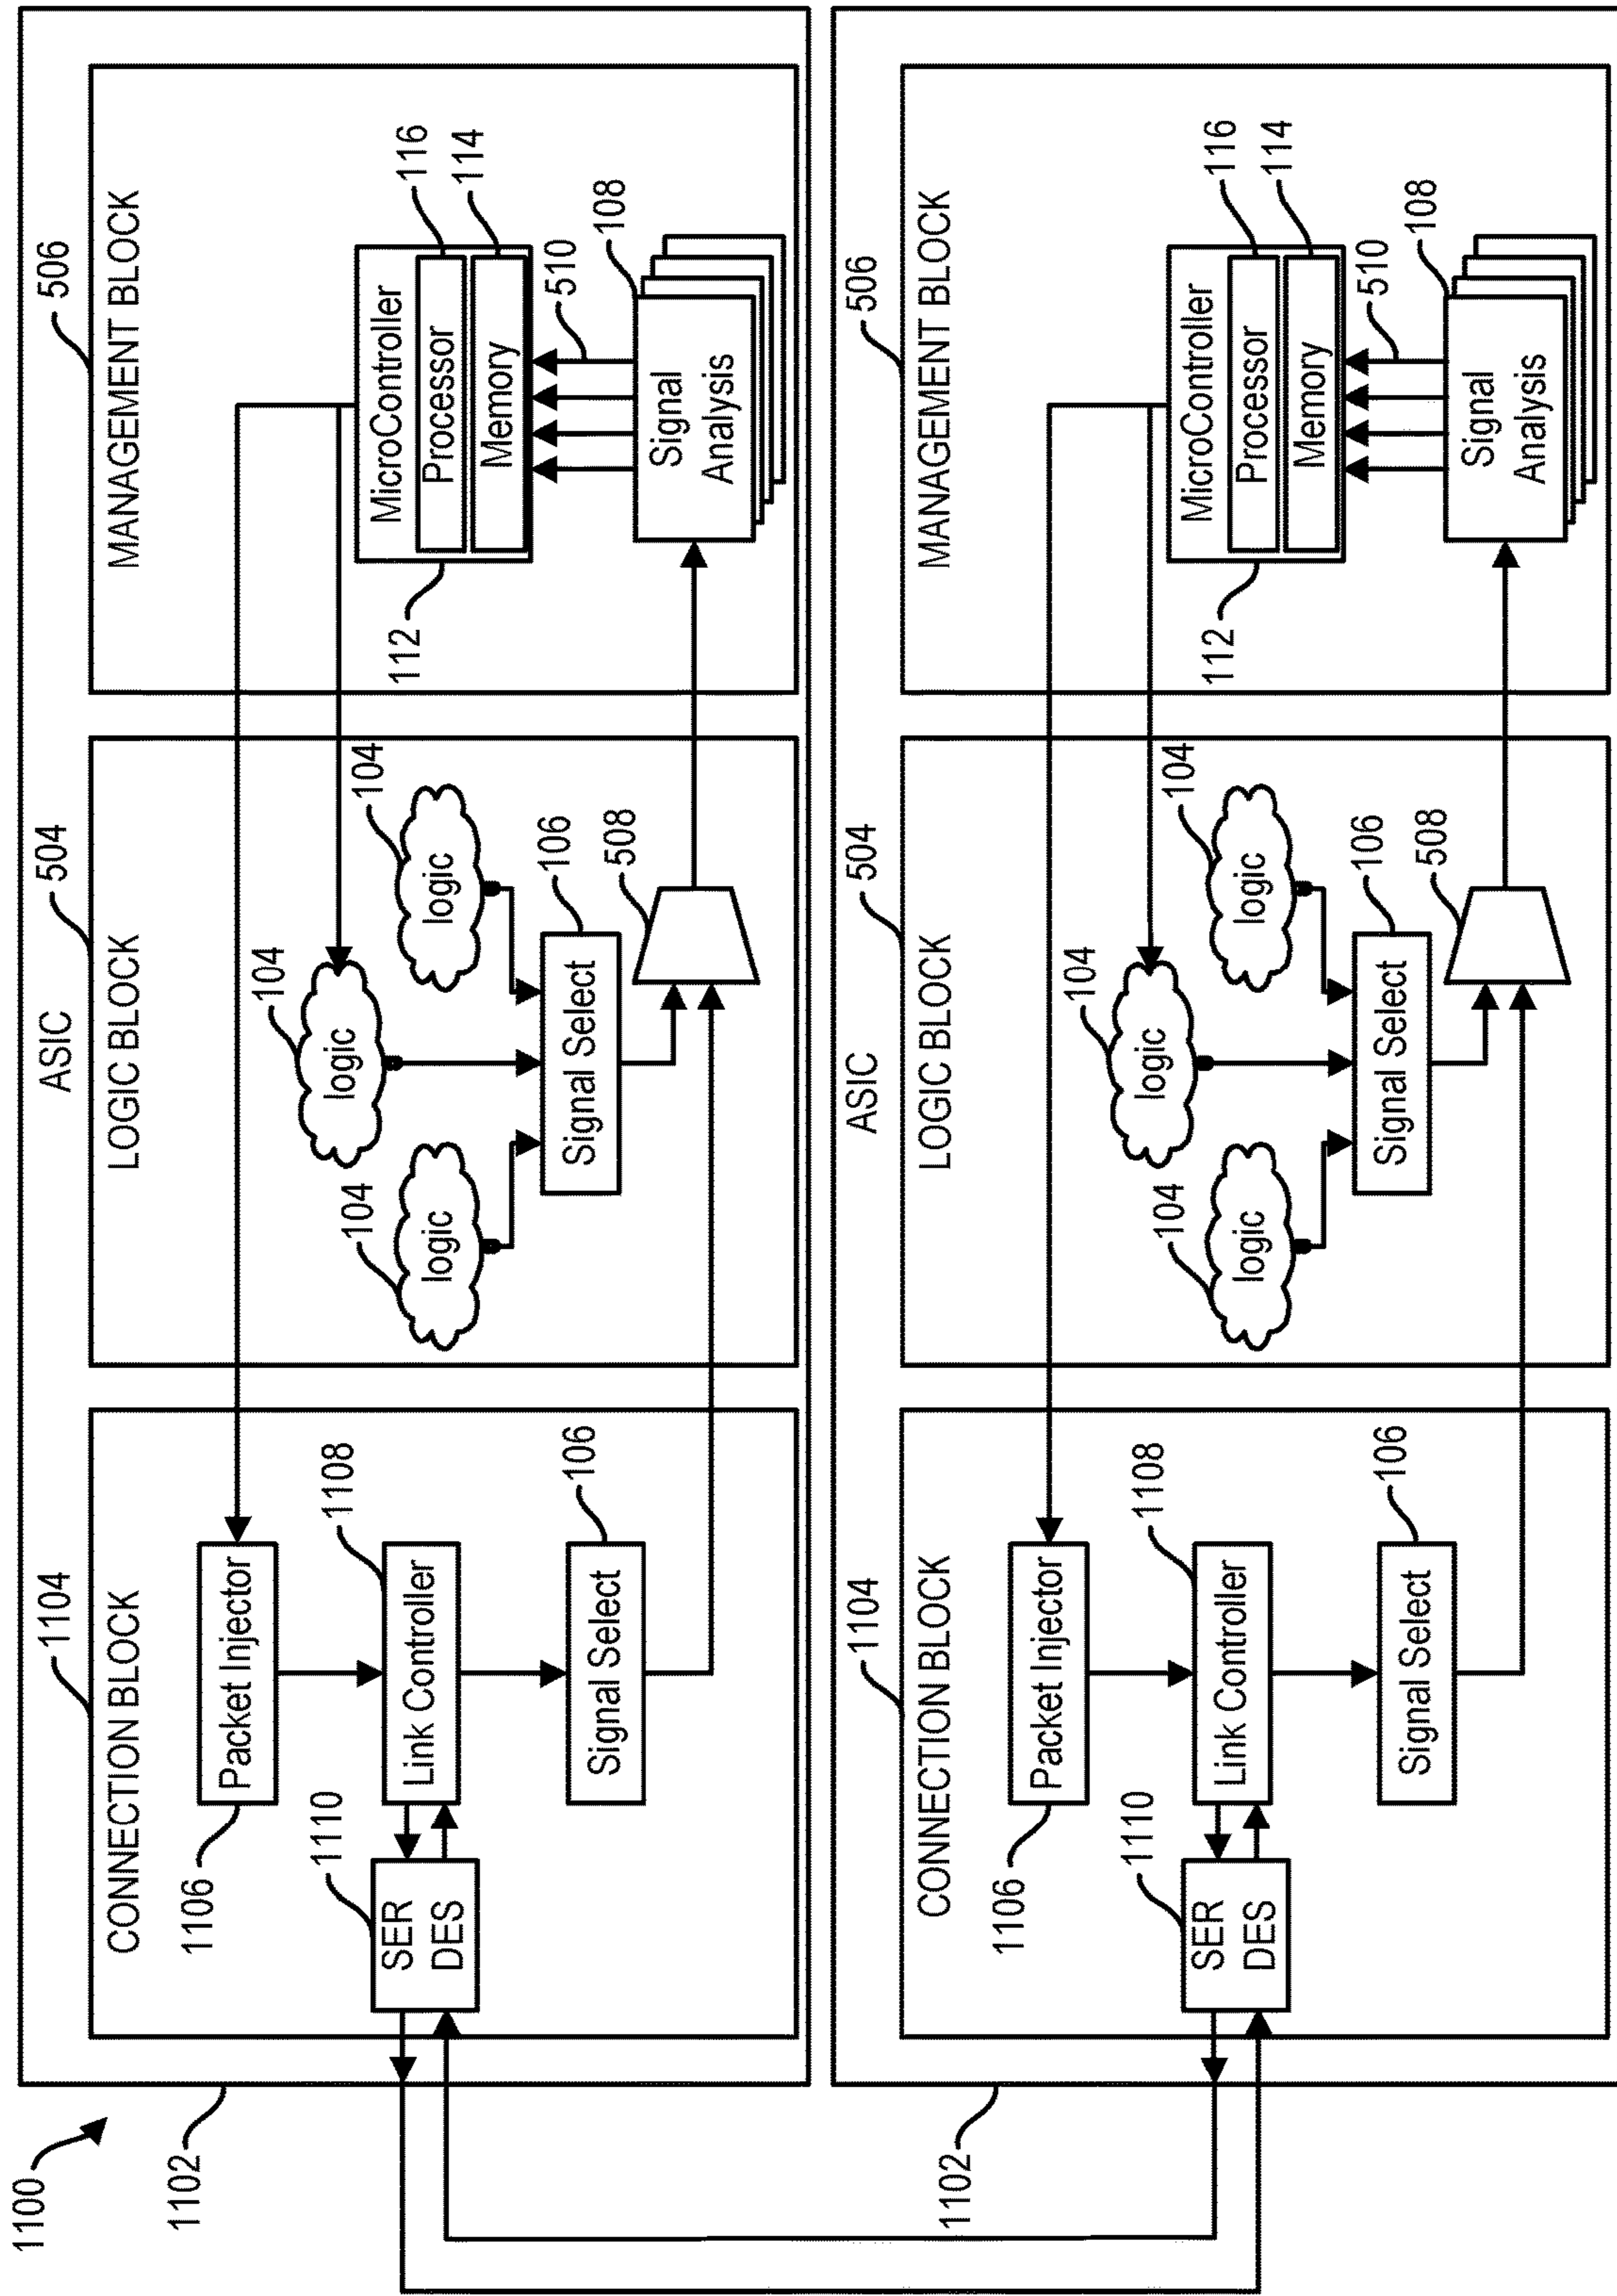 1100
1102
ASIC
1104
CONNECTION BLOCK
1106
Packet Injector
1108
Link Controller
1110
SER
DES
106
Signal Select
504
LOGIC BLOCK
104
logic
104
logic
104
logic
106
Signal Select
508
506
MANAGEMENT BLOCK
112
MicroController
Processor
116
Memory
114
510
108
Signal
Analysis
1102
ASIC
1104
CONNECTION BLOCK
1106
Packet Injector
1108
Link Controller
1110
SER
DES
106
Signal Select
504
LOGIC BLOCK
104
logic
104
logic
104
logic
106
Signal Select
508
506
MANAGEMENT BLOCK
112
MicroController
Processor
116
Memory
114
510
108
Signal
Analysis